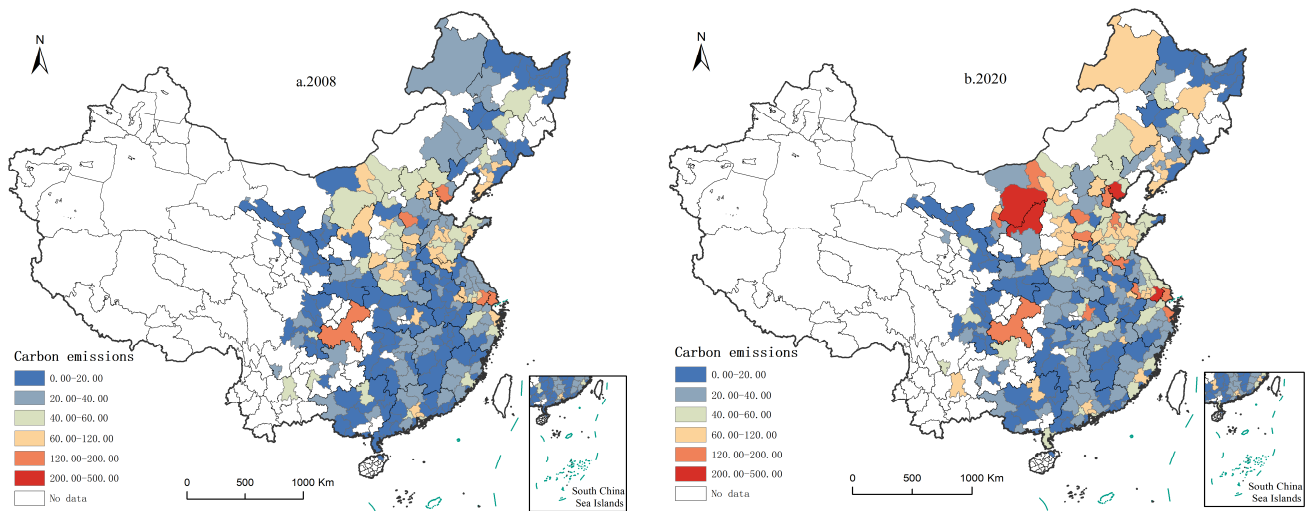 N
a.2008
Carbon emissions
0.00-20.00
20.00-40.00
40.00-60.00
60.00-120.00
120.00-200.00
200.00-500.00
No data
0 500 1000 Km
South China
Sea Islands
N
b.2020
Carbon emissions
0.00-20.00
20.00-40.00
40.00-60.00
60.00-120.00
120.00-200.00
200.00-500.00
No data
0 500 1000 Km
South China
Sea Islands